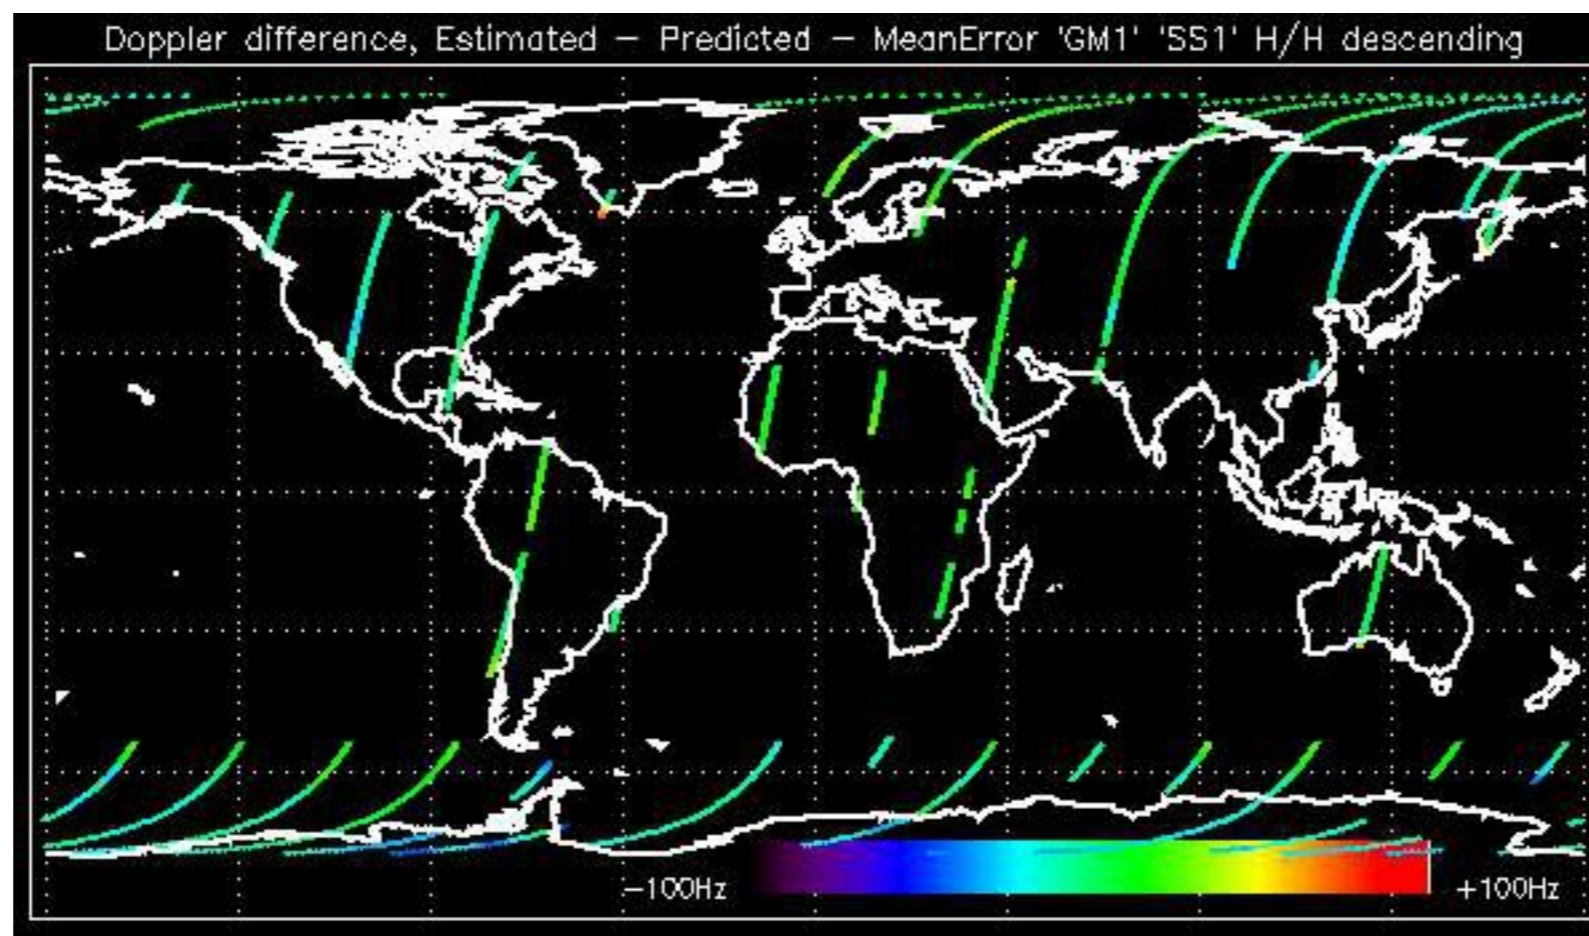 Doppler difference, Estimated – Predicted – MeanError 'GM1' 'SS1' H/H descending
–100Hz
+100Hz